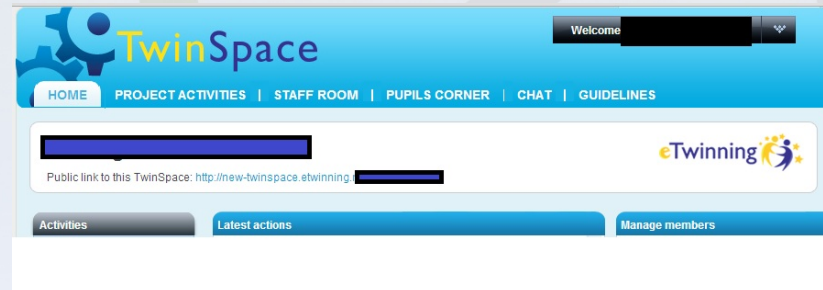 TwinSpace
Welcome
HOME PROJECT ACTIVITIES | STAFF ROOM | PUPILS CORNER | CHAT | GUIDELINES
eTwinning
Public link to this TwinSpace: http://new-twinspace.etwinning.
Activities Latest actions Manage members